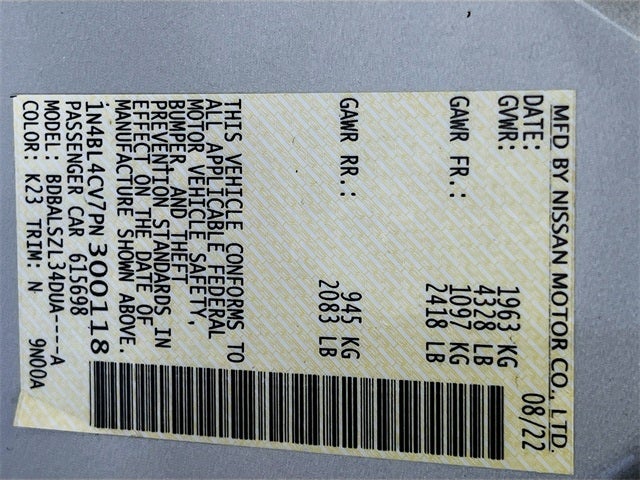 MFD BY NISSAN MOTOR CO., LTD.
DATE: 08/22
GVWR: 1963 KG
4328 LB
GAWR FR.: 1097 KG
2418 LB
GAWR RR.: 945 KG
2083 LB
THIS VEHICLE CONFORMS TO
ALL APPLICABLE FEDERAL
MOTOR VEHICLE SAFETY,
BUMPER, AND THEFT
PREVENTION STANDARDS IN
EFFECT ON THE DATE OF
MANUFACTURE SHOWN ABOVE.
1N4BL4CV7PN300118
PASSENGER CAR 615698
MODEL: BDBALSZL34DUA----A
COLOR: K23 TRIM: N 9N00A